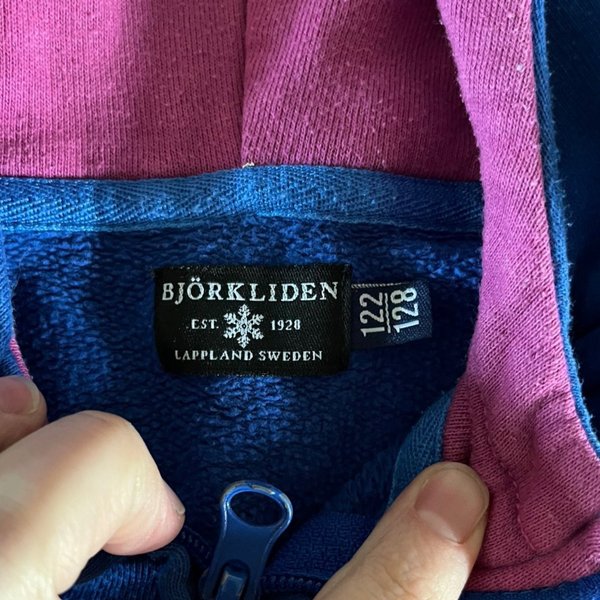 BJÖRKLIDEN
EST. 1928
LAPPLAND SWEDEN
122
128